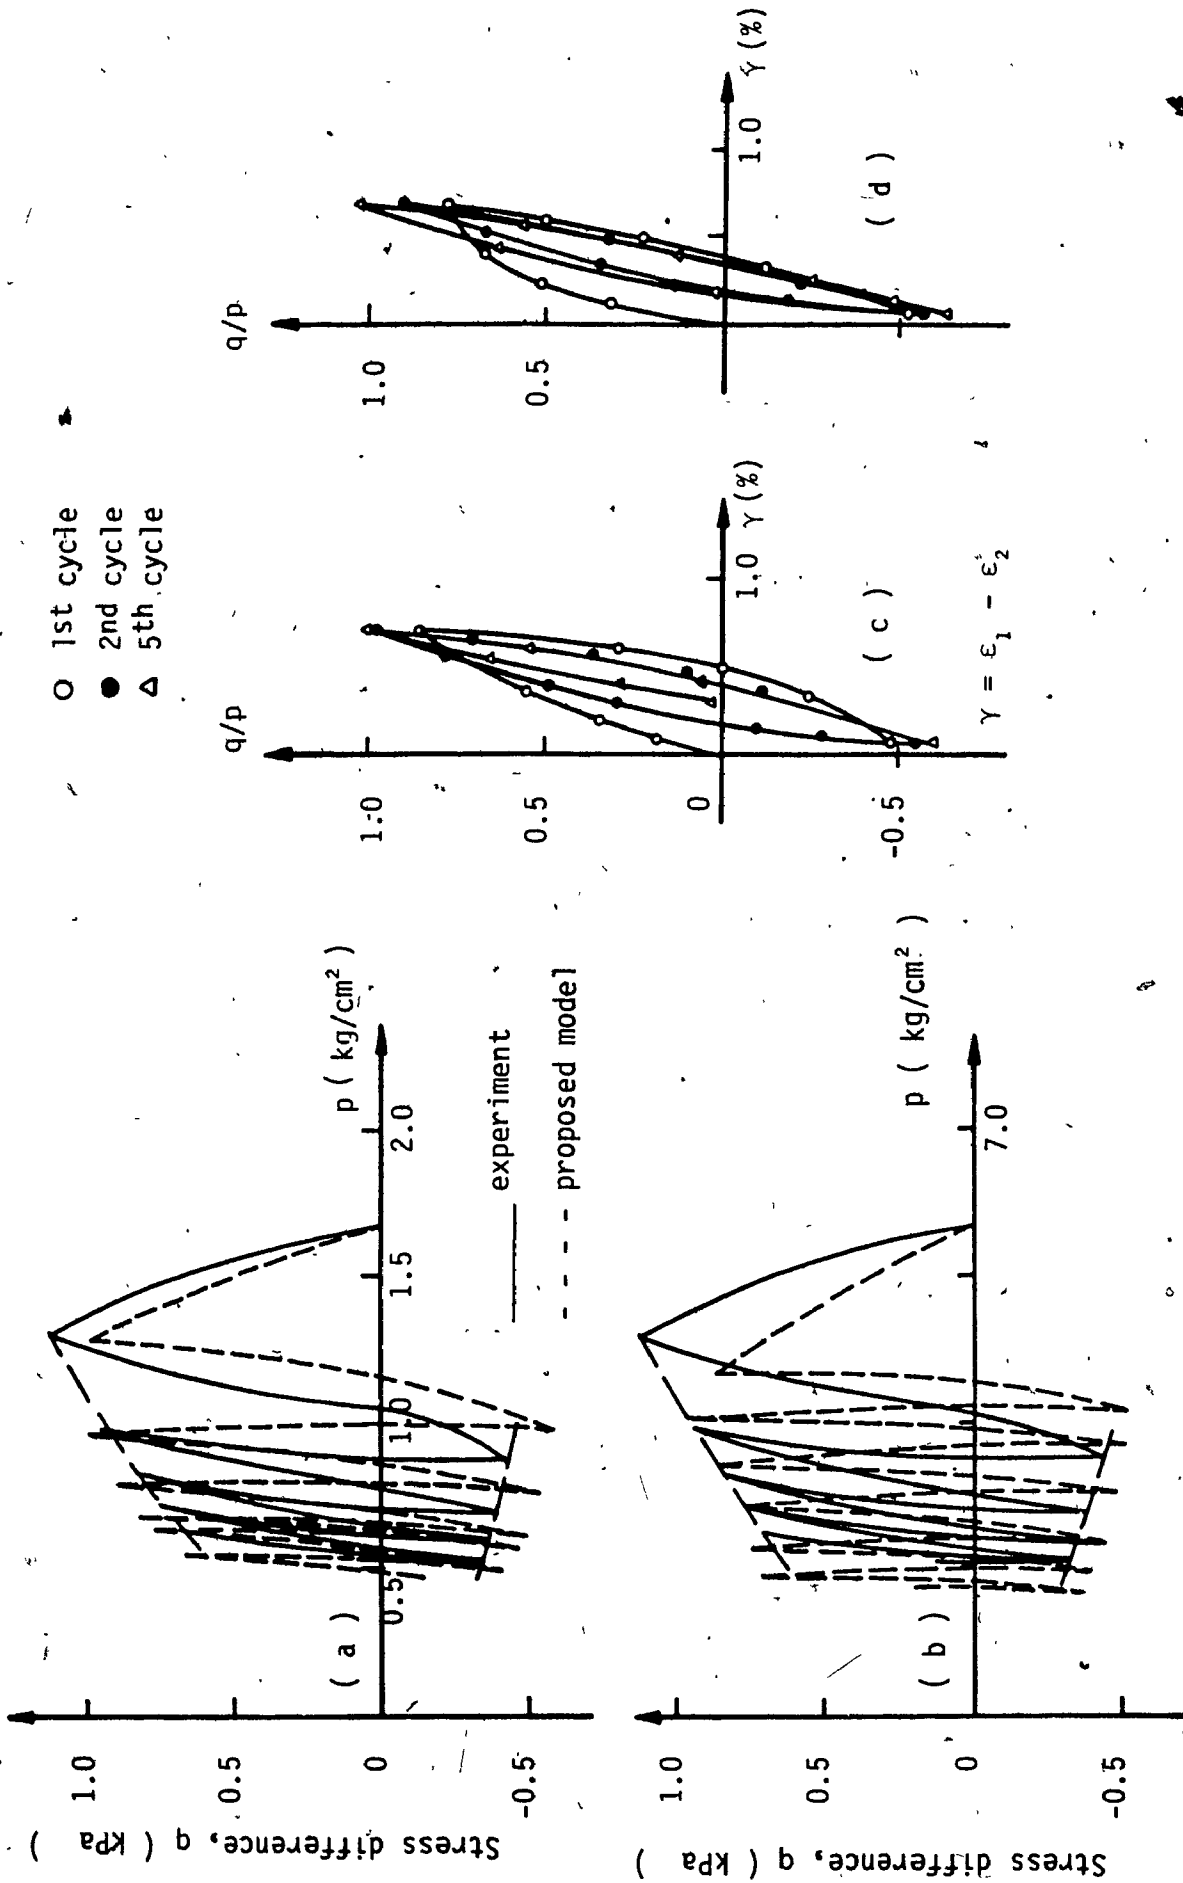 Stress difference, q ( kPa )
1.0
0.5
0
-0.5
( a )
0.5
1.0
1.5
2.0
p ( kg/cm² )
experiment
proposed model
Stress difference, q ( kPa )
1.0
0.5
0
-0.5
( b )
7.0
p ( kg/cm²
)
1st cycle
2nd cycle
5th cycle
q/p
1.0
0.5
0
-0.5
1.0
γ (%)
( c )
γ = ε₁ - ε₂
q/p
1.0
0.5
1.0
γ (%)
( d )